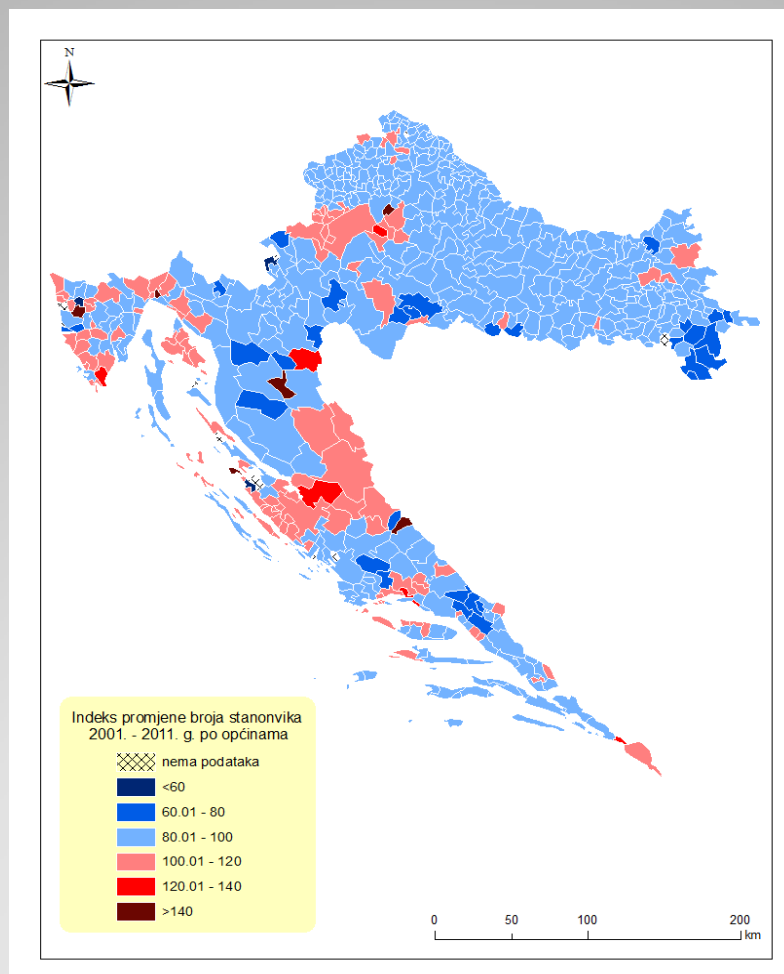 N
Indeks promjene broja stanonvika
2001. - 2011. g. po općinama
nema podataka
<60
60.01 - 80
80.01 - 100
100.01 - 120
120.01 - 140
>140
0 50 100 200
km